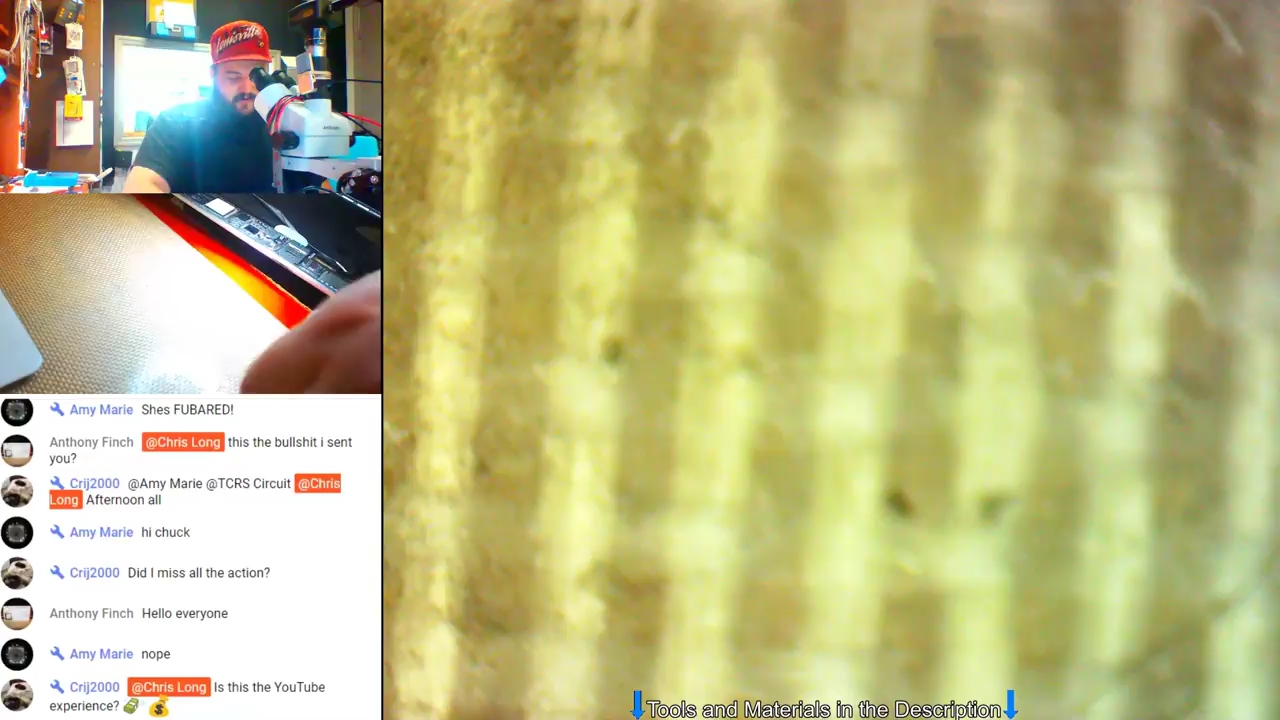 Louisville
Amy Marie Shes FUBARED!
Anthony Finch @Chris Long this the bullshit i sent
you?
Crij2000 @Amy Marie @TCRS Circuit @Chris
Long Afternoon all
Amy Marie hi chuck
Crij2000 Did I miss all the action?
Anthony Finch Hello everyone
Amy Marie nope
Crij2000 @Chris Long Is this the YouTube
experience?
Tools and Materials in the Description